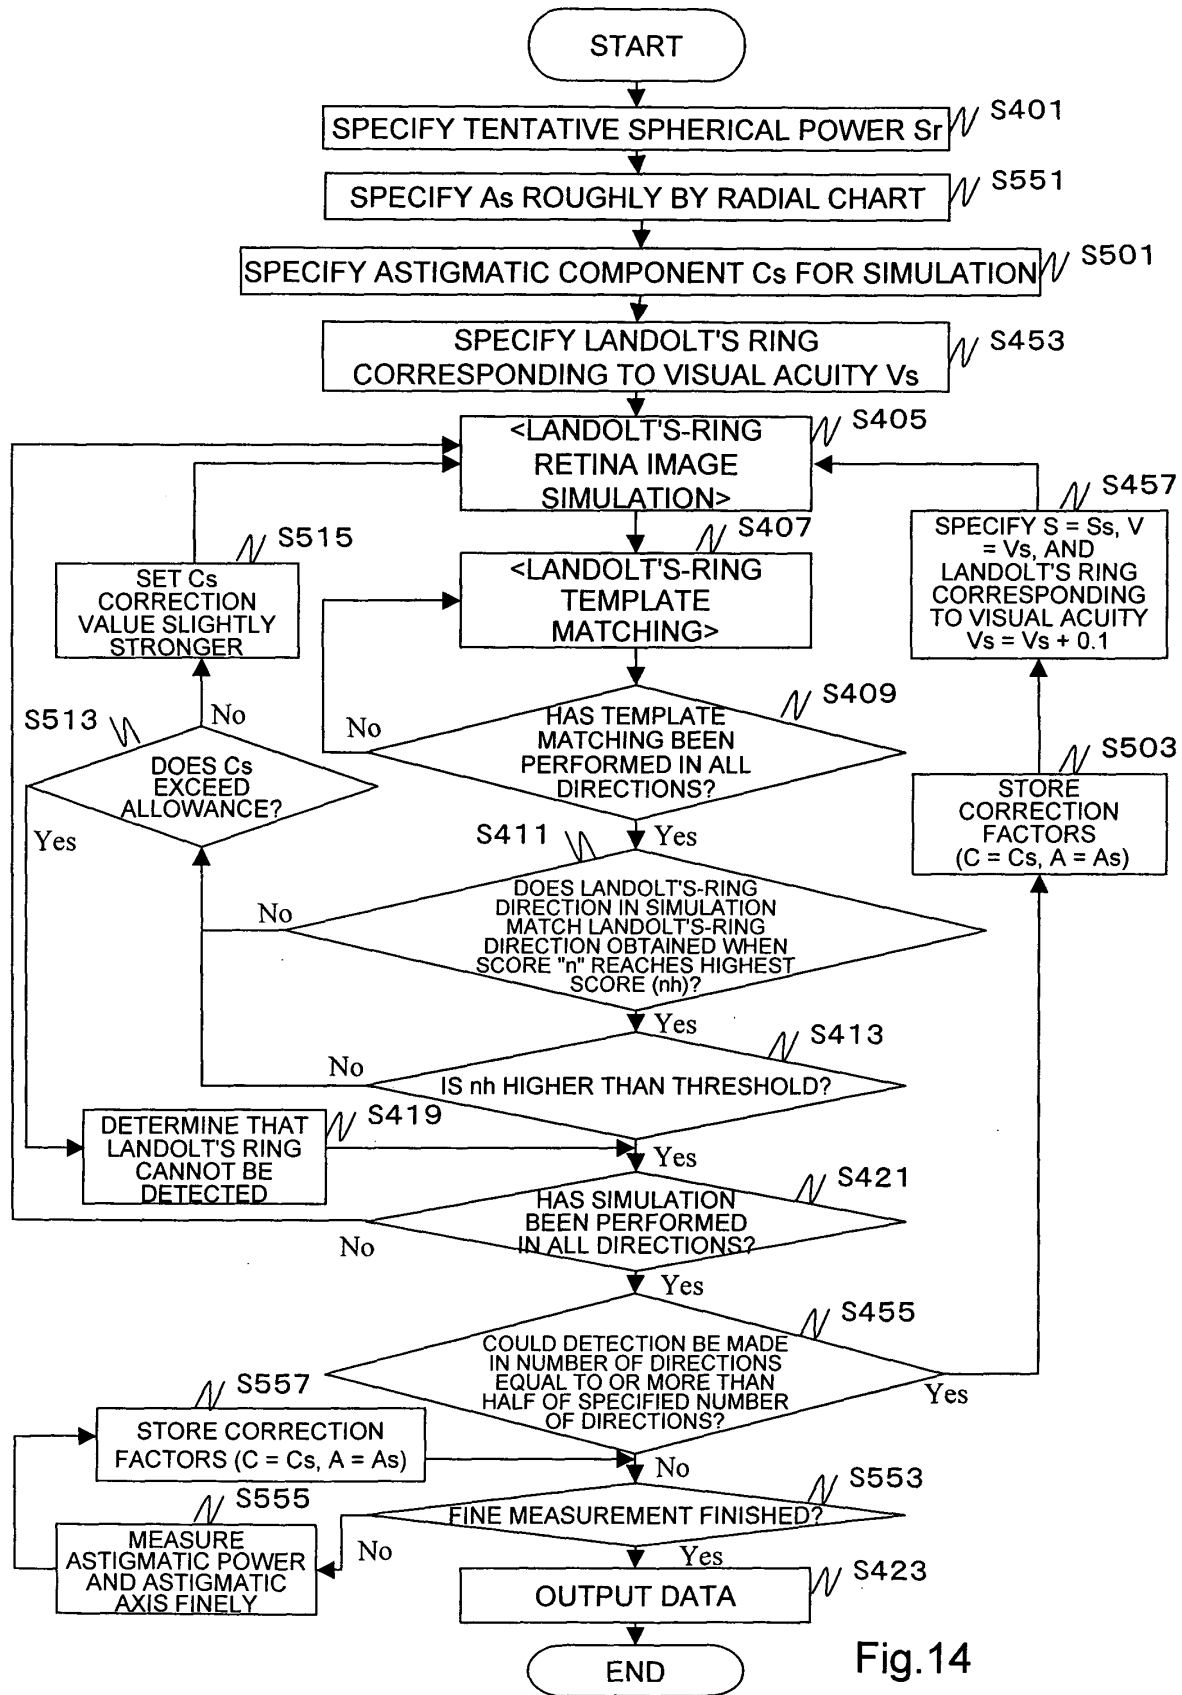 START
SPECIFY TENTATIVE SPHERICAL POWER Sr
S401
SPECIFY As ROUGHLY BY RADIAL CHART
S551
SPECIFY ASTIGMATIC COMPONENT Cs FOR SIMULATION
S501
SPECIFY LANDOLT'S RING
CORRESPONDING TO VISUAL ACUITY Vs
S453
<LANDOLT'S-RING
RETINA IMAGE
SIMULATION>
S405
S457
SPECIFY S = Ss, V
= Vs, AND
LANDOLT'S RING
CORRESPONDING
TO VISUAL ACUITY
Vs = Vs + 0.1
S515
SET Cs
CORRECTION
VALUE SLIGHTLY
STRONGER
S407
<LANDOLT'S-RING
TEMPLATE
MATCHING>
S409
No
HAS TEMPLATE
MATCHING BEEN
PERFORMED IN ALL
DIRECTIONS?
Yes
S513
No
DOES Cs
EXCEED
ALLOWANCE?
Yes
S503
STORE
CORRECTION
FACTORS
(C = Cs, A = As)
S411
No
DOES LANDOLT'S-RING
DIRECTION IN SIMULATION
MATCH LANDOLT'S-RING
DIRECTION OBTAINED WHEN
SCORE "n" REACHES HIGHEST
SCORE (nh)?
Yes
S413
No
IS nh HIGHER THAN THRESHOLD?
Yes
S419
DETERMINE THAT
LANDOLT'S RING
CANNOT BE
DETECTED
S421
HAS SIMULATION
BEEN PERFORMED
IN ALL DIRECTIONS?
No
Yes
S455
COULD DETECTION BE MADE
IN NUMBER OF DIRECTIONS
EQUAL TO OR MORE THAN
HALF OF SPECIFIED NUMBER
OF DIRECTIONS?
Yes
No
S557
STORE CORRECTION
FACTORS (C = Cs, A = As)
S553
FINE MEASUREMENT FINISHED?
No
Yes
S555
MEASURE
ASTIGMATIC POWER
AND ASTIGMATIC
AXIS FINELY
S423
OUTPUT DATA
END
Fig.14